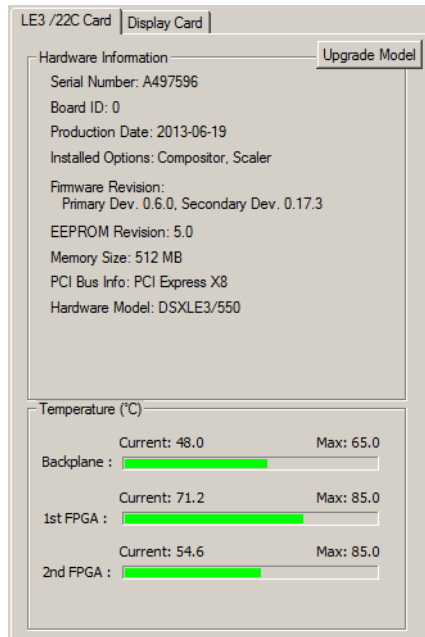 LE3 /22C Card Display Card
Hardware Information Upgrade Model
Serial Number: A497596
Board ID: 0
Production Date: 2013-06-19
Installed Options: Compositor, Scaler
Firmware Revision:
Primary Dev. 0.6.0, Secondary Dev. 0.17.3
EEPROM Revision: 5.0
Memory Size: 512 MB
PCI Bus Info: PCI Express X8
Hardware Model: DSXLE3/550
Temperature (°C)
Current: 48.0 Max: 65.0
Backplane :
Current: 71.2 Max: 85.0
1st FPGA :
Current: 54.6 Max: 85.0
2nd FPGA :